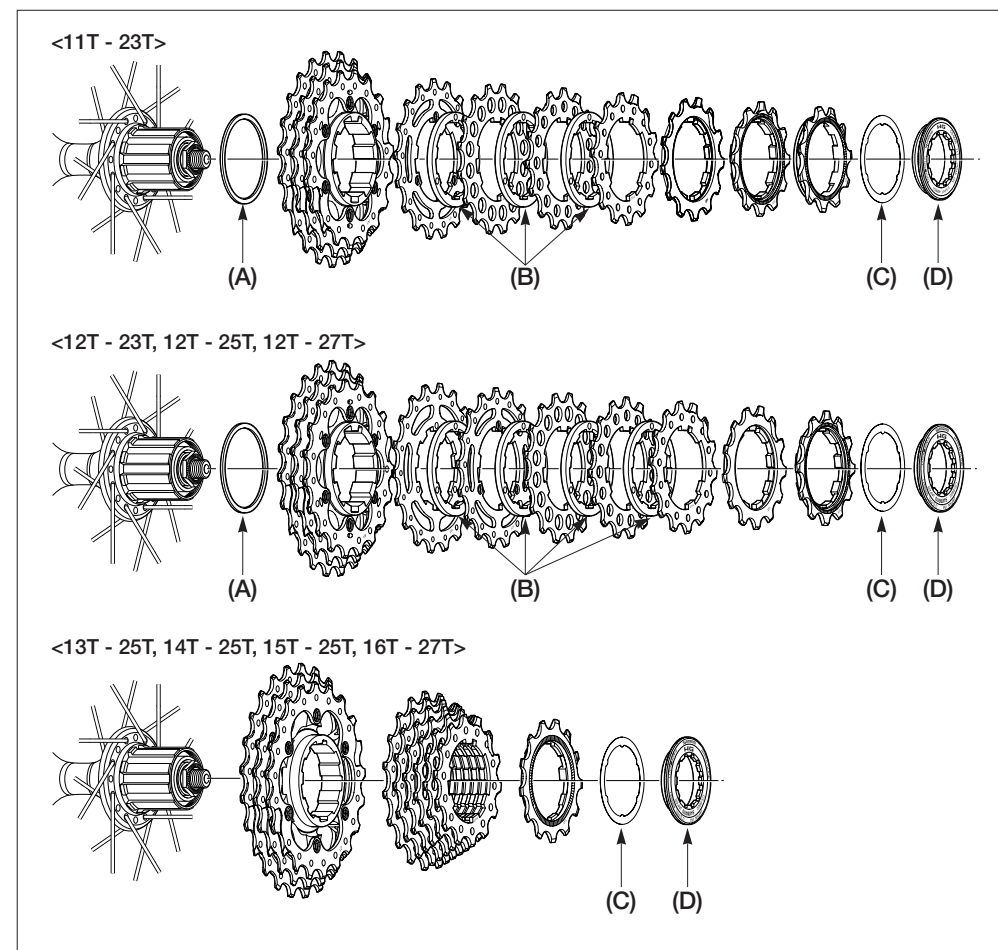 <11T - 23T>
(A) (B) (C) (D)
<12T - 23T, 12T - 25T, 12T - 27T>
(A) (B) (C) (D)
<13T - 25T, 14T - 25T, 15T - 25T, 16T - 27T>
(C) (D)